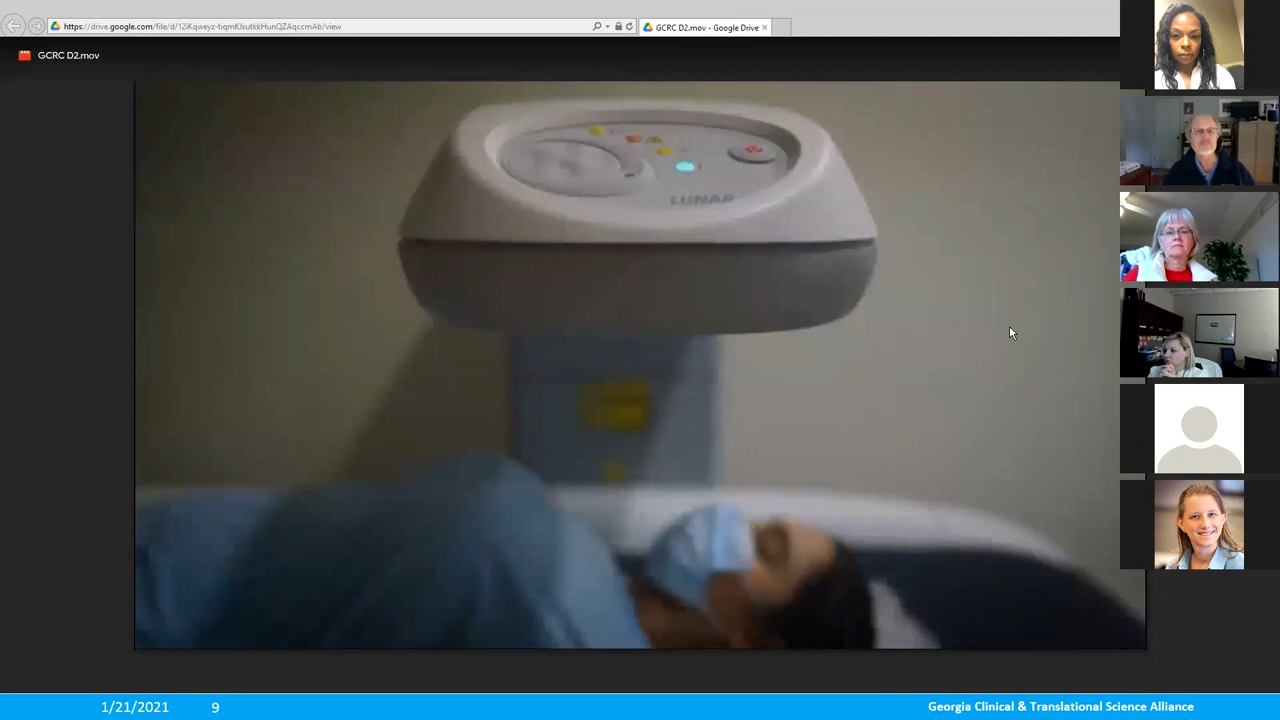 https://drive.google.com/file/d/12iKqweyz-tiqmKJxutkkHunQZAqccmAb/view
GCRC D2.mov - Google Drive
GCRC D2.mov
LUNAR
1/21/2021
9
Georgia Clinical & Translational Science Alliance